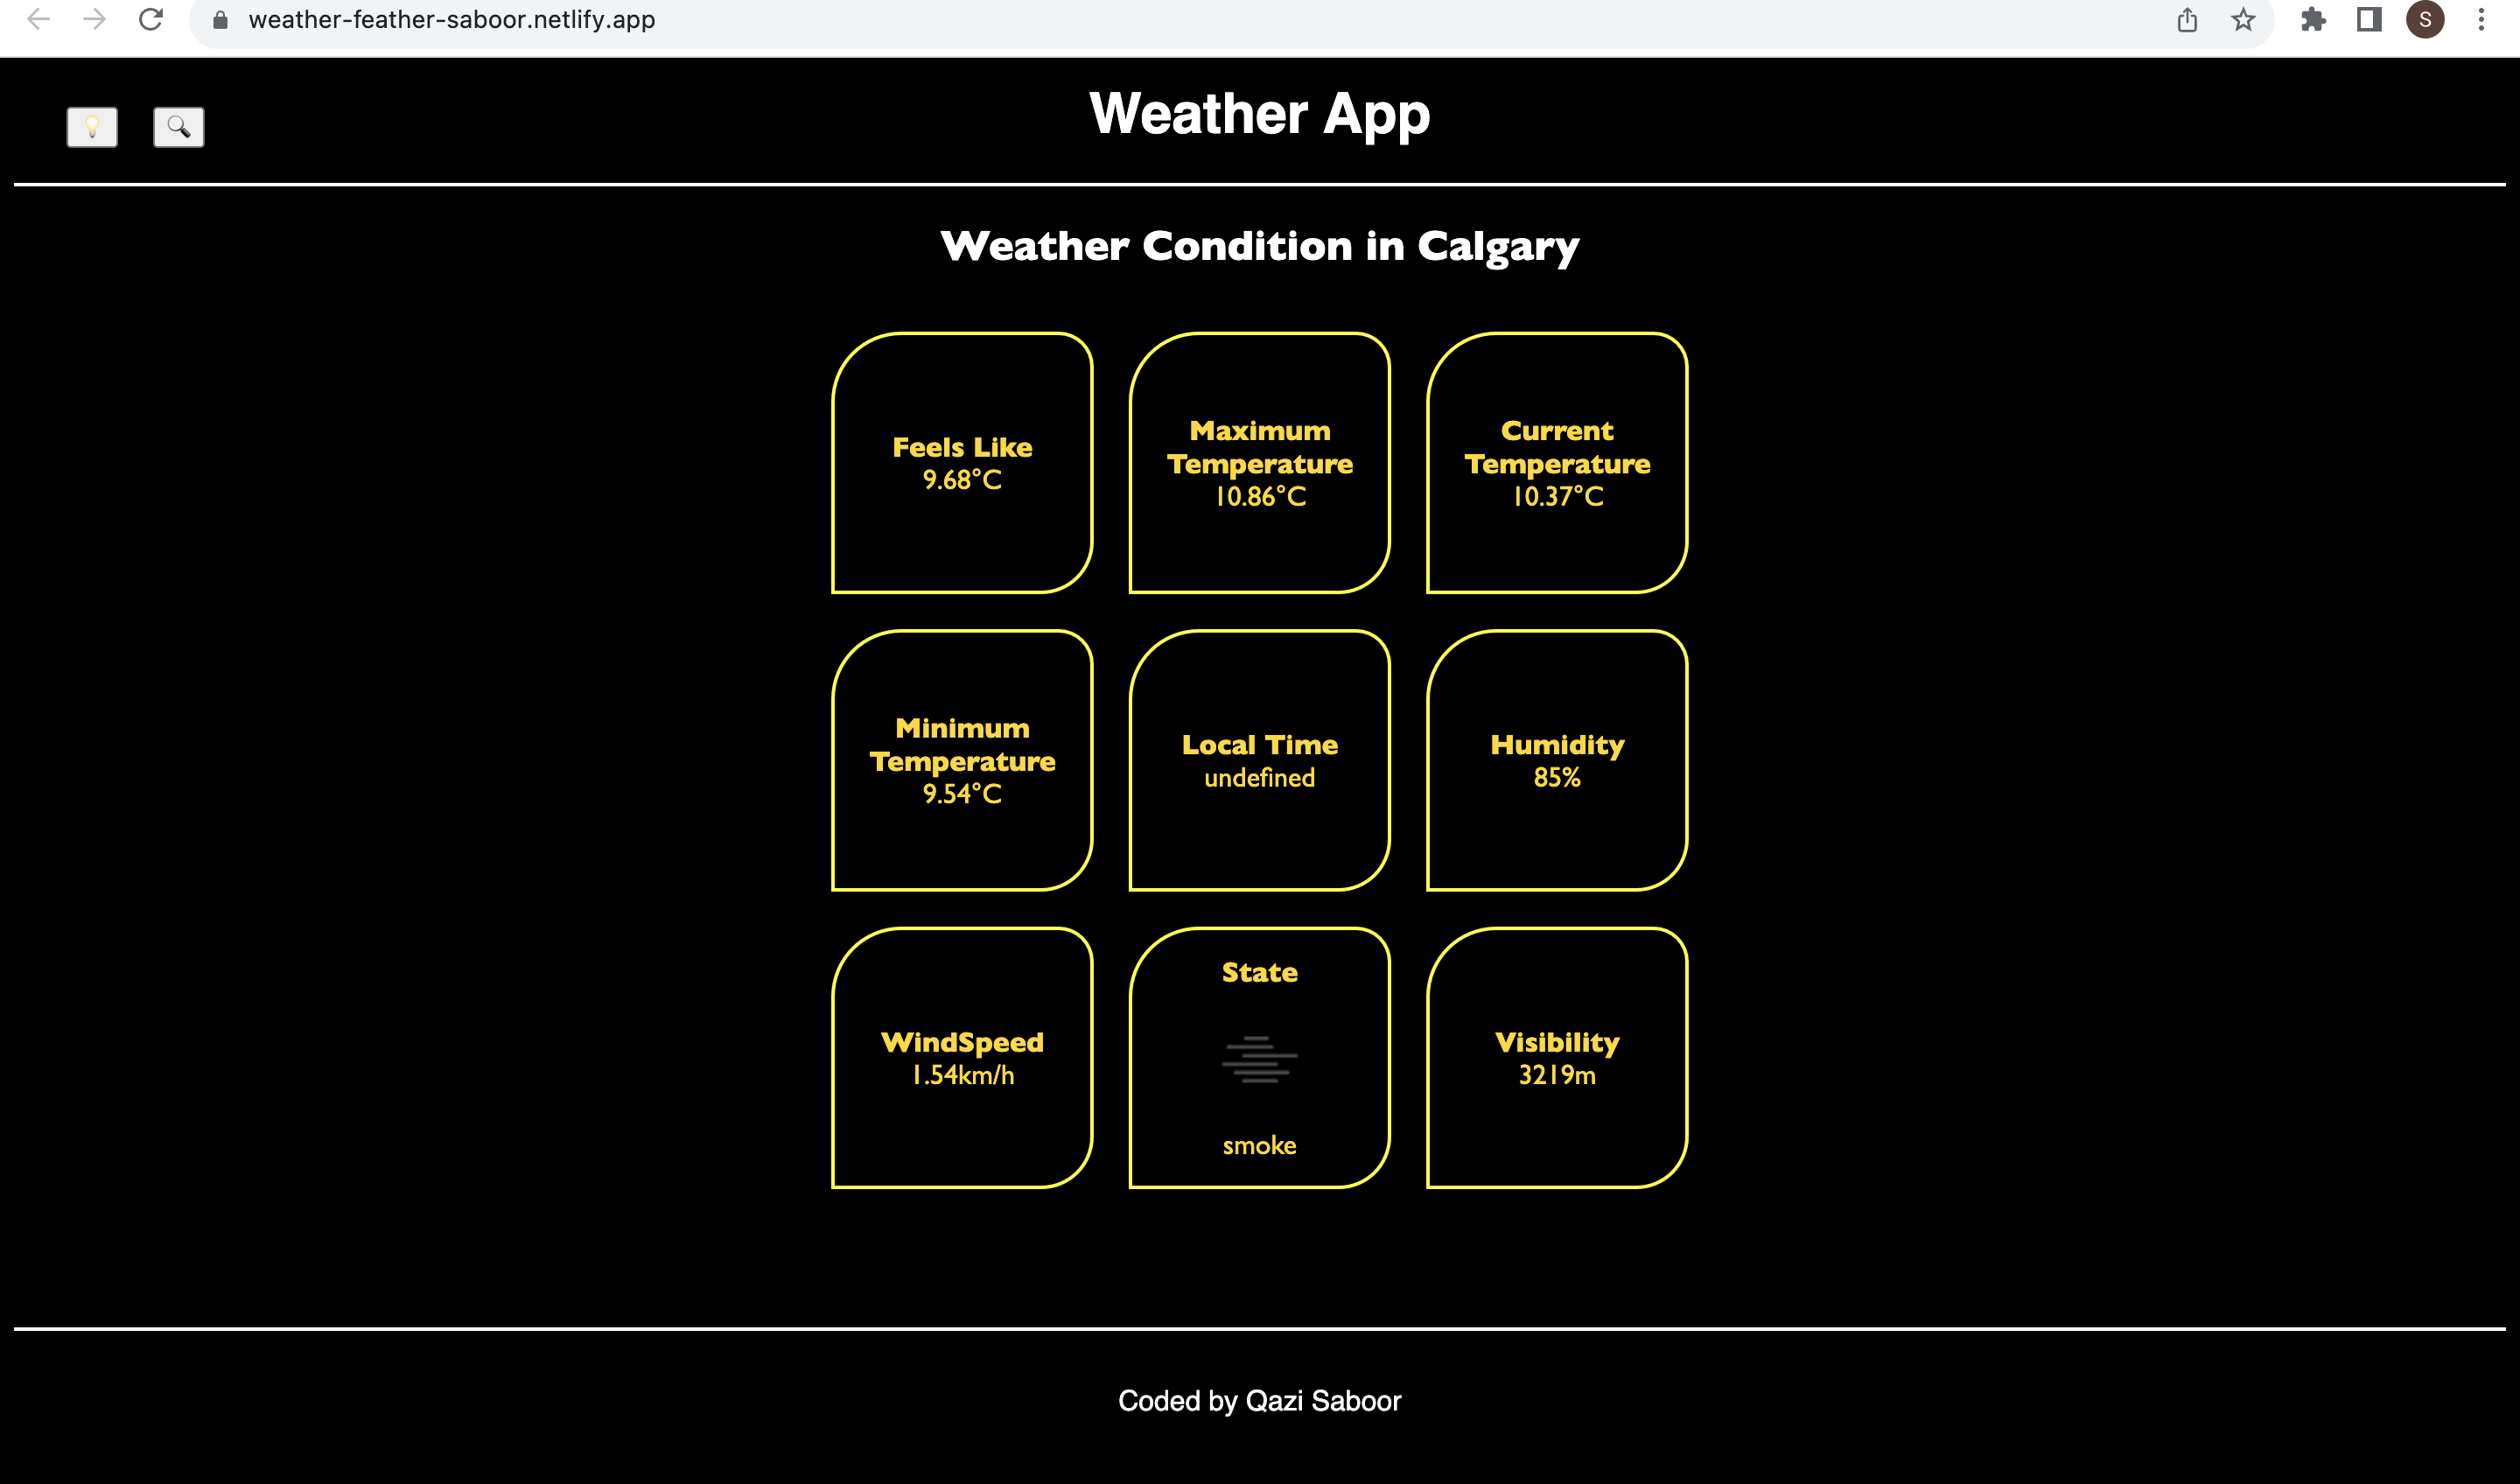 weather-feather-saboor.netlify.app
S
Weather App
Weather Condition in Calgary
Feels Like
9.68°C
Maximum
Temperature
10.86°C
Current
Temperature
10.37°C
Minimum
Temperature
9.54°C
Local Time
undefined
Humidity
85%
WindSpeed
1.54km/h
State
smoke
Visibility
3219m
Coded by Qazi Saboor